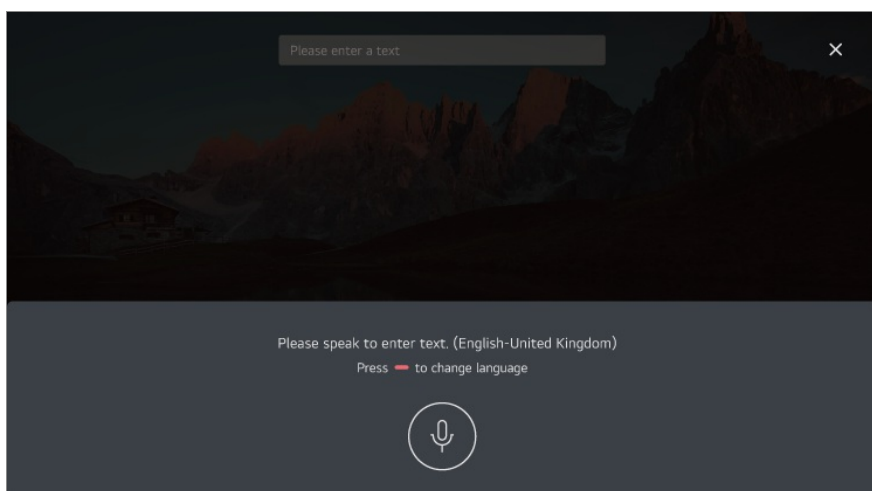 Please enter a text
Please speak to enter text. (English-United Kingdom)
Press to change language